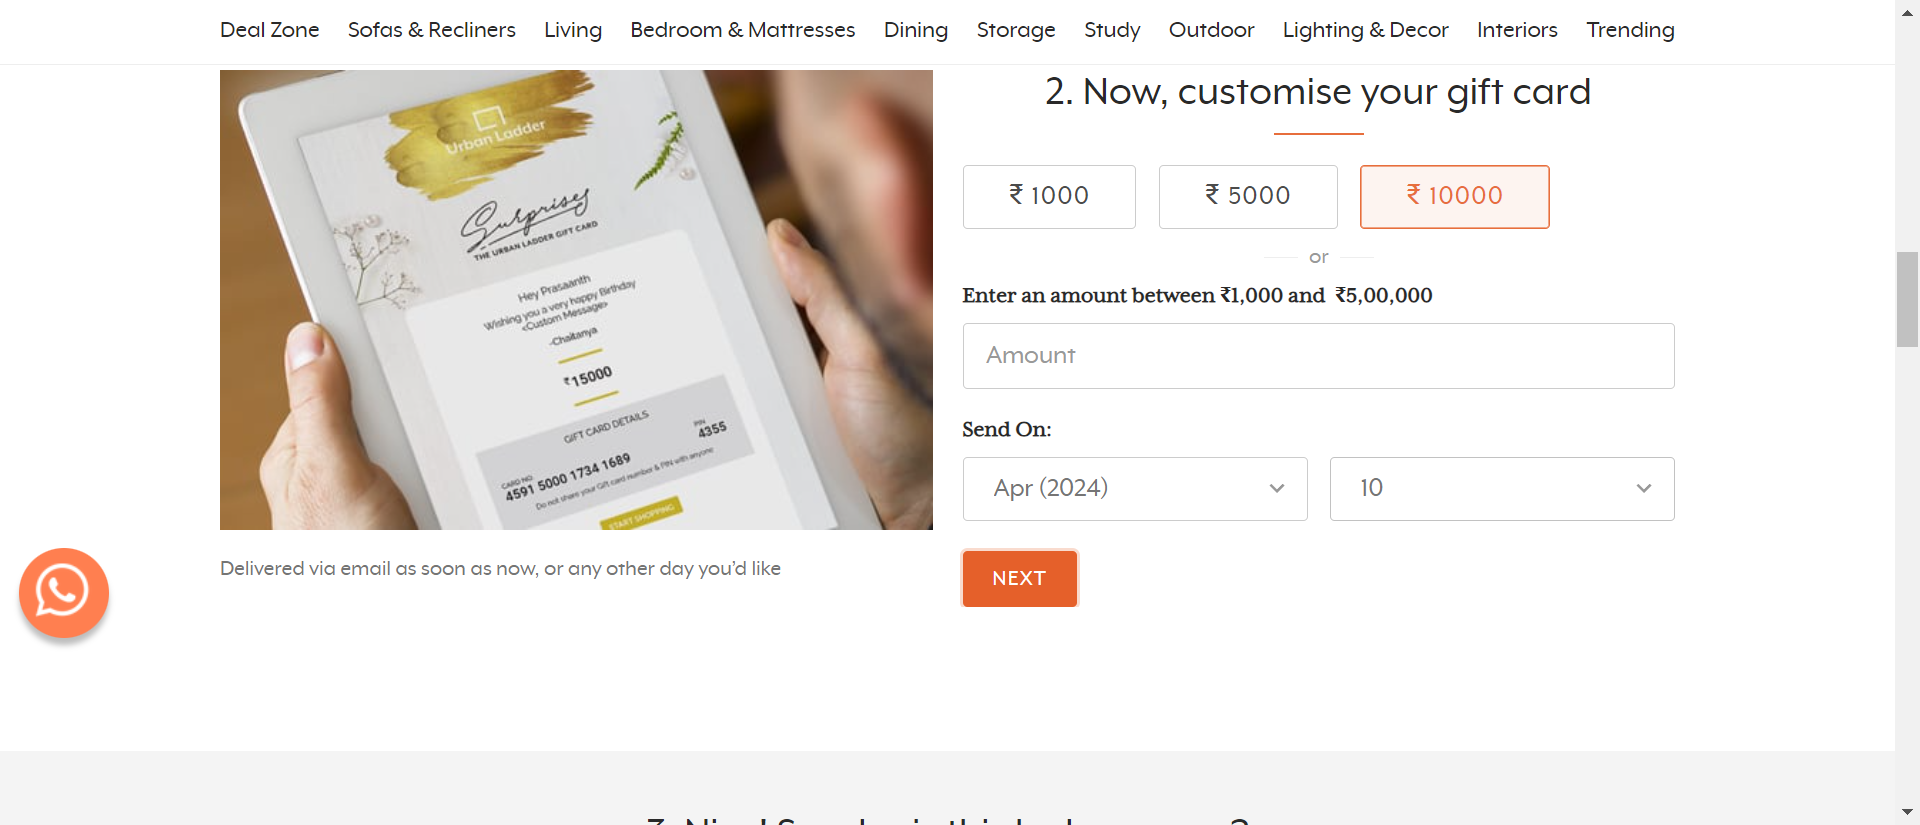 Deal Zone Sofas & Recliners Living Bedroom & Mattresses Dining Storage Study Outdoor Lighting & Decor Interiors Trending
Urban Ladder
Surprise!
THE URBAN LADDER GIFT CARD
Hey Prasaanth
Wishing you a very happy Birthday
<Custom Message>
-Chaitanya
₹15000
GIFT CARD DETAILS
PIN
4355
CARD NO.
4591 5000 1734 1689
Do not share your Gift card number & PIN with anyone
START SHOPPING
Delivered via email as soon as now, or any other day you'd like
2. Now, customise your gift card
₹ 1000 ₹ 5000 ₹ 10000
or
Enter an amount between ₹1,000 and ₹5,00,000
Amount
Send On:
Apr (2024) 10
NEXT